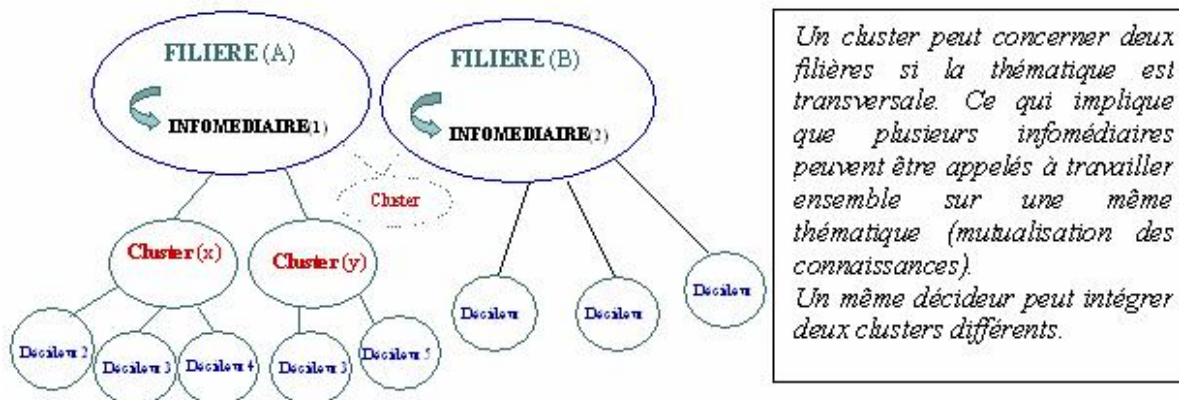 FILIERE (A)
INFOMEDIAIRE(1)
FILIERE (B)
INFOMEDIAIRE(2)
Cluster
Cluster (x)
Cluster (y)
Décideur 2
Décideur 3
Décideur 4
Décideur 3
Décideur 5
Décideur
Décideur
Décideur
Un cluster peut concerner deux
filières si la thématique est
transversale. Ce qui implique
que plusieurs infomédiaires
peuvent être appelés à travailler
ensemble sur une même
thématique (mutualisation des
connaissances).
Un même décideur peut intégrer
deux clusters différents.